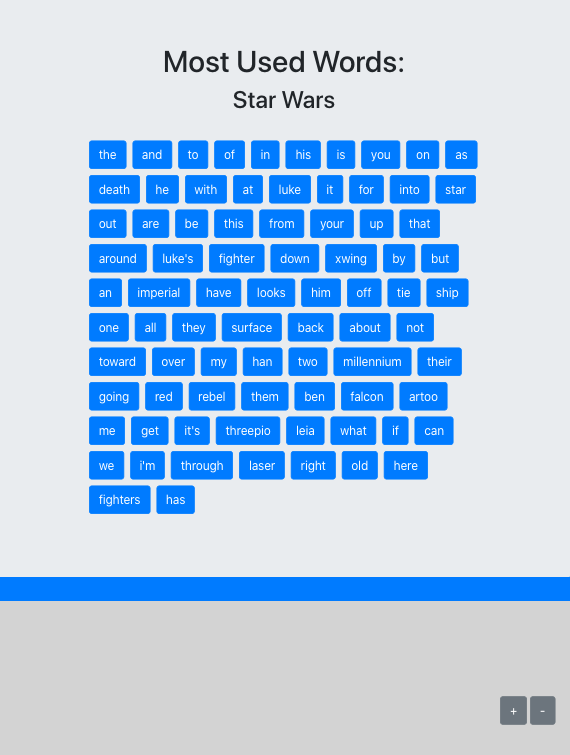 Most Used Words:
Star Wars
the and to of in his is you on as
death he with at luke it for into star
out are be this from your up that
around luke's fighter down xwing by but
an imperial have looks him off tie ship
one all they surface back about not
toward over my han two millennium their
going red rebel them ben falcon artoo
me get it's threepio leia what if can
we i'm through laser right old here
fighters has
+ -